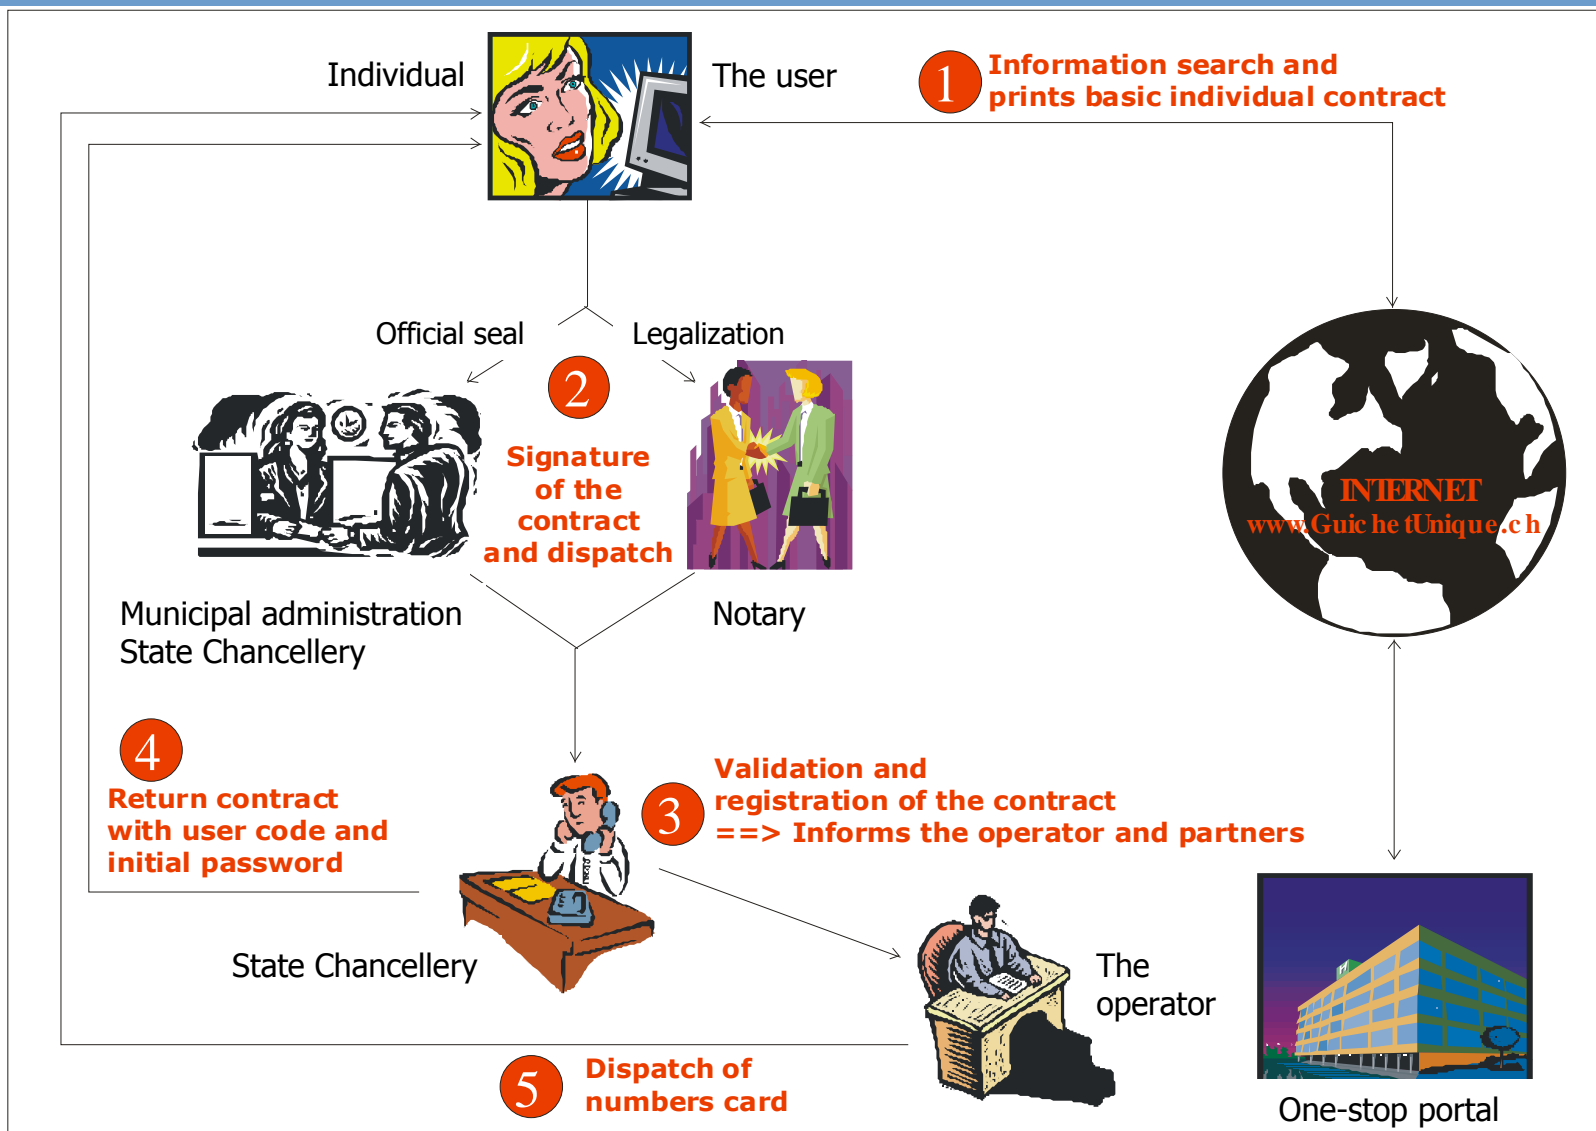 Individual
The user
1
Information search and
prints basic individual contract
Official seal
Legalization
2
Signature
of the
contract
and dispatch
INTERNET
www.GuichetUnique.ch
Municipal administration
State Chancellery
Notary
4
Return contract
with user code and
initial password
3
Validation and
registration of the contract
==> Informs the operator and partners
State Chancellery
The
operator
5
Dispatch of
numbers card
One-stop portal